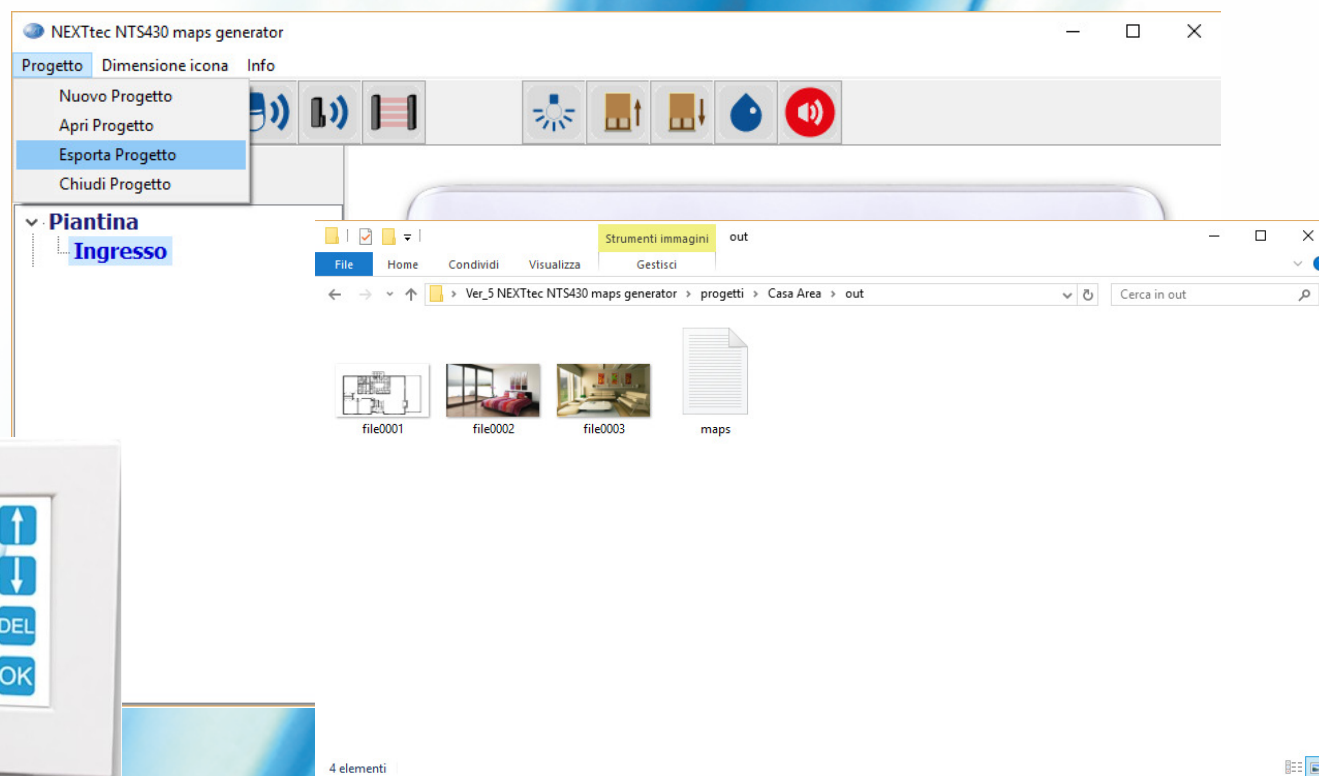 NEXTtec NTS430 maps generator
Progetto Dimensione icona Info
Nuovo Progetto
Apri Progetto
Esporta Progetto
Chiudi Progetto
Piantina
Ingresso
Strumenti immagini out
File Home Condividi Visualizza Gestisci
Ver_5 NEXTtec NTS430 maps generator > progetti > Casa Area > out
Cerca in out
file0001 file0002 file0003 maps
DEL
OK
4 elementi